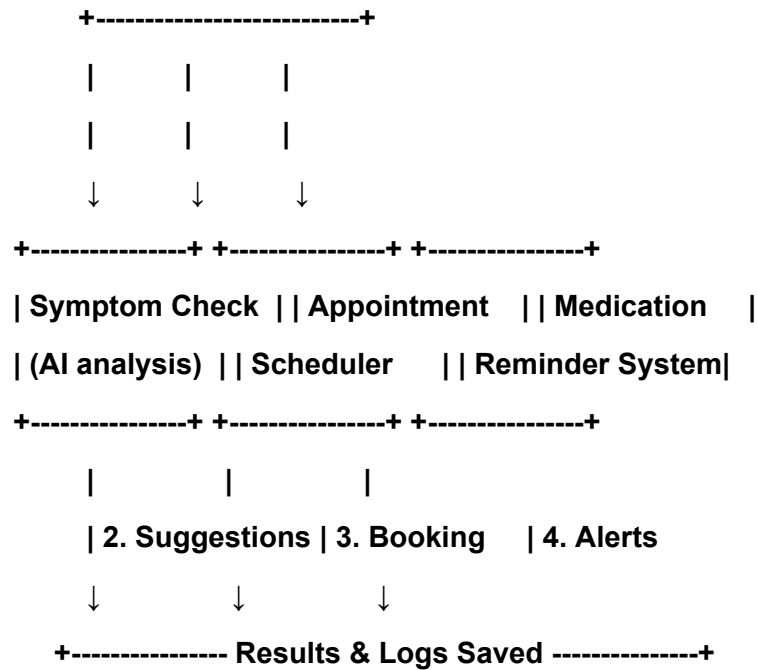 +---------------------------+
| | |
| | |
↓ ↓ ↓
+----------------+ +----------------+ +----------------+
| Symptom Check | | Appointment | | Medication |
| (AI analysis) | | Scheduler | | Reminder System|
+----------------+ +----------------+ +----------------+
| | |
| 2. Suggestions | 3. Booking | 4. Alerts
↓ ↓ ↓
+---------------- Results & Logs Saved ---------------+